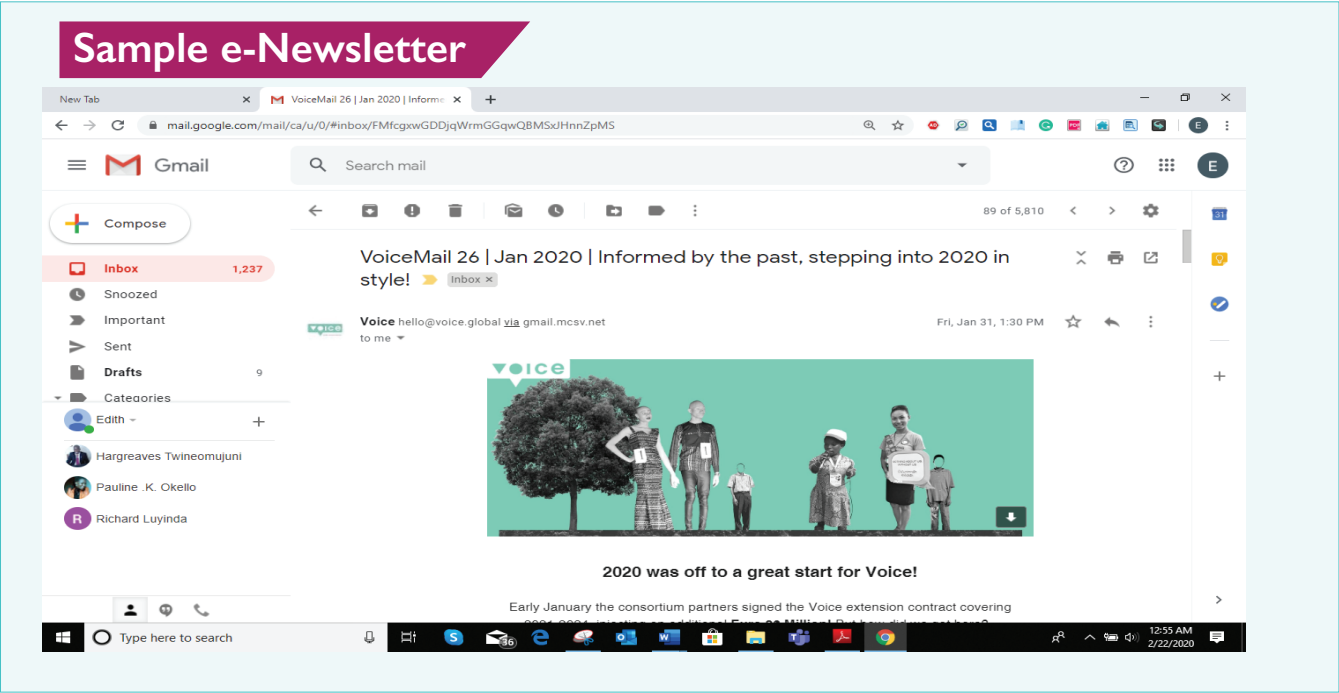 Sample e-Newsletter
New Tab
VoiceMail 26 | Jan 2020 | Informe
mail.google.com/mail/ca/u/0/#inbox/FMfcgxwGDDjqWrmGGqwQBMSxJHnnZpMS
E
Gmail
Search mail
E
Compose
89 of 5,810
31
VoiceMail 26 | Jan 2020 | Informed by the past, stepping into 2020 in
style!
Inbox ×
Inbox 1,237
Snoozed
Important
Sent
Drafts 9
Categories
Voice hello@voice.global via gmail.mcsv.net
Fri, Jan 31, 1:30 PM
to me
VOICE
Edith
Hargreaves Twineomujuni
Pauline .K. Okello
R Richard Luyinda
2020 was off to a great start for Voice!
Early January the consortium partners signed the Voice extension contract covering
Type here to search
36
12:55 AM
2/22/2020